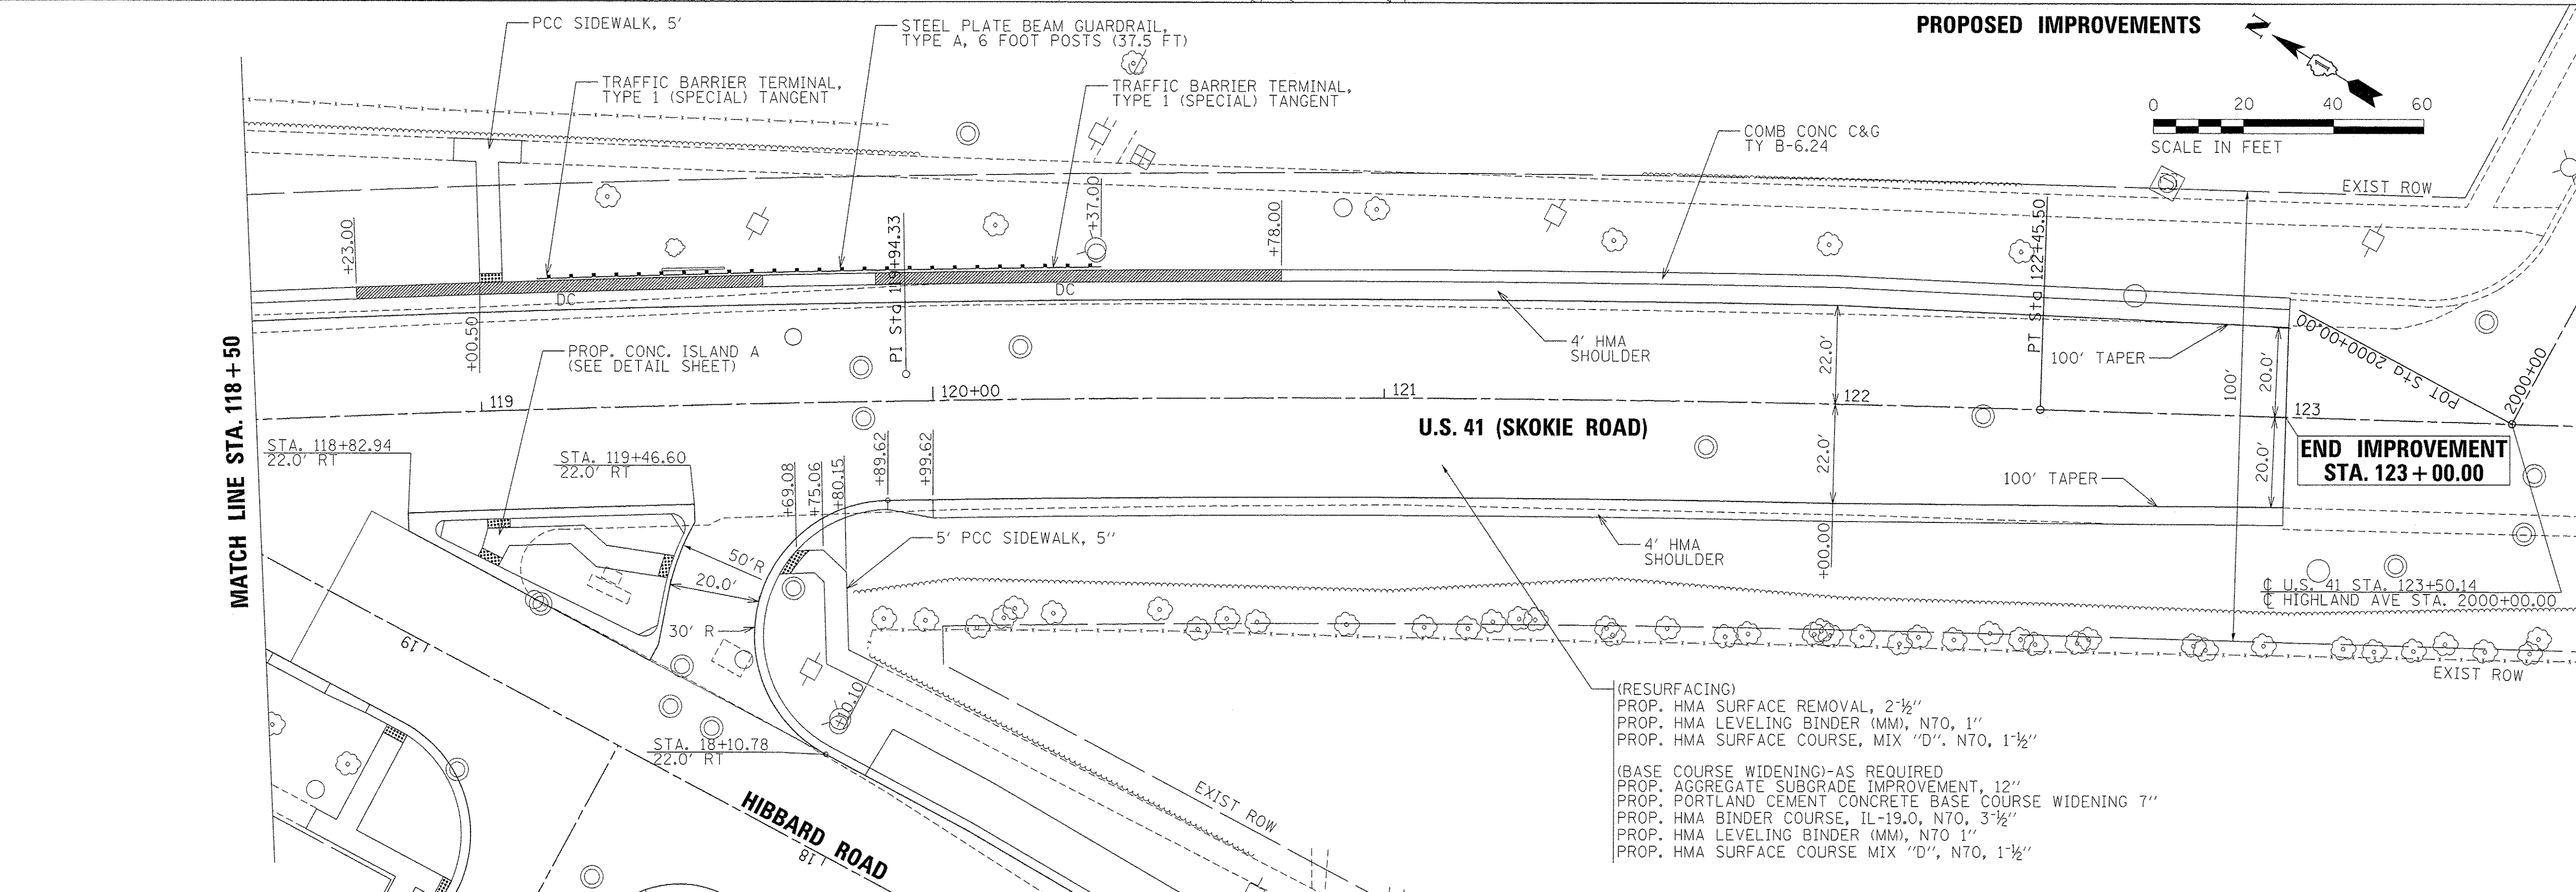 PROPOSED IMPROVEMENTS
N
0 20 40 60
SCALE IN FEET
PCC SIDEWALK, 5'
STEEL PLATE BEAM GUARDRAIL,
TYPE A, 6 FOOT POSTS (37.5 FT)
TRAFFIC BARRIER TERMINAL,
TYPE 1 (SPECIAL) TANGENT
TRAFFIC BARRIER TERMINAL,
TYPE 1 (SPECIAL) TANGENT
COMB CONC C&G
TY B-6.24
EXIST ROW
+23.00
+00.50
DC
PI Sta 119+94.33
+37.00
DC
+78.00
PT Sta 122+45.50
4' HMA
SHOULDER
100' TAPER
22.0'
22.0'
100'
20.0'
20.0'
POT Sta 2000+00.00
2000+00
MATCH LINE STA. 118+50
PROP. CONC. ISLAND A
(SEE DETAIL SHEET)
119
120+00
121
122
123
U.S. 41 (SKOKIE ROAD)
END IMPROVEMENT
STA. 123+00.00
STA. 118+82.94
22.0' RT
STA. 119+46.60
22.0' RT
+69.08
+75.06
+80.15
+89.62
+99.62
100' TAPER
5' PCC SIDEWALK, 5"
4' HMA
SHOULDER
+00.00
50'R
20.0'
30' R
℄ U.S. 41 STA. 123+50.14
℄ HIGHLAND AVE STA. 2000+00.00
19
+10.10
STA. 18+10.78
22.0' RT
EXIST ROW
EXIST ROW
HIBBARD ROAD
18
(RESURFACING)
PROP. HMA SURFACE REMOVAL, 2-½"
PROP. HMA LEVELING BINDER (MM), N70, 1"
PROP. HMA SURFACE COURSE, MIX "D". N70, 1-½"
(BASE COURSE WIDENING)-AS REQUIRED
PROP. AGGREGATE SUBGRADE IMPROVEMENT, 12"
PROP. PORTLAND CEMENT CONCRETE BASE COURSE WIDENING 7"
PROP. HMA BINDER COURSE, IL-19.0, N70, 3-½"
PROP. HMA LEVELING BINDER (MM), N70 1"
PROP. HMA SURFACE COURSE MIX "D", N70, 1-½"